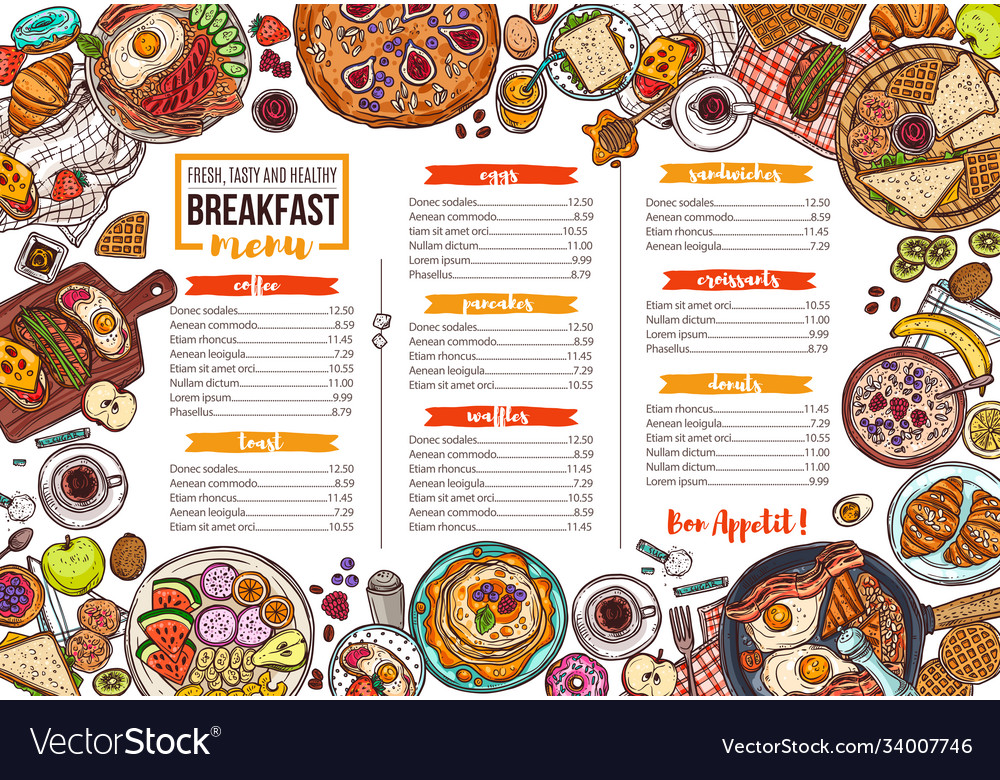 FRESH, TASTY AND HEALTHY
BREAKFAST
menu
coffee
Donec sodales 12.50
Aenean commodo 8.59
Etiam rhoncus 11.45
Aenean leoigula 7.29
Etiam sit amet orci 10.55
Nullam dictum 11.00
Lorem ipsum 9.99
Phasellus 8.79
toast
Donec sodales 12.50
Aenean commodo 8.59
Etiam rhoncus 11.45
Aenean leoigula 7.29
Etiam sit amet orci 10.55
eggs
Donec sodales 12.50
Aenean commodo 8.59
tiam sit amet orci 10.55
Nullam dictum 11.00
Lorem ipsum 9.99
Phasellus 8.79
pancakes
Donec sodales 12.50
Aenean commodo 8.59
Etiam rhoncus 11.45
Aenean leoigula 7.29
Etiam sit amet orci 10.55
waffles
Donec sodales 12.50
Aenean commodo 8.59
Etiam sit amet orci 10.55
Aenean commodo 8.59
Etiam rhoncus 11.45
sandwiches
Donec sodales 12.50
Aenean commodo 8.59
Etiam rhoncus 11.45
Aenean leoigula 7.29
croissants
Etiam sit amet orci 10.55
Nullam dictum 11.00
Lorem ipsum 9.99
Phasellus 8.79
donuts
Etiam rhoncus 11.45
Aenean leoigula 7.29
Etiam sit amet orci 10.55
Nullam dictum 11.00
Nullam dictum 11.00
Lorem ipsum 9.99
Bon Appetit!
SUGAR
SUGAR
SUGAR
VectorStock®
VectorStock.com/34007746